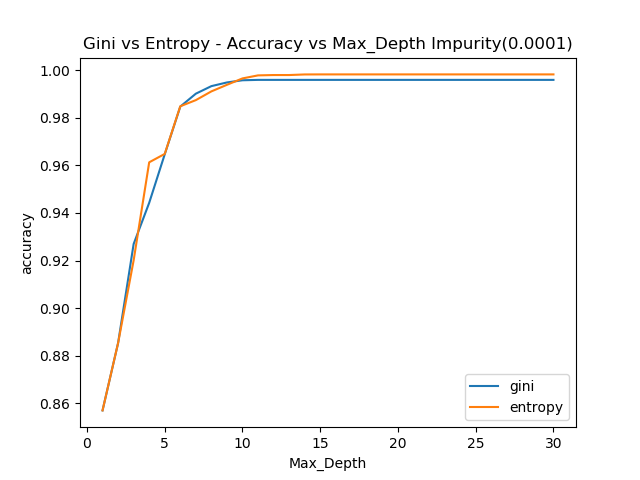 Gini vs Entropy - Accuracy vs Max_Depth Impurity(0.0001)
1.00
0.98
0.96
0.94
0.92
0.90
0.88
0.86
accuracy
gini
entropy
0 5 10 15 20 25 30
Max_Depth